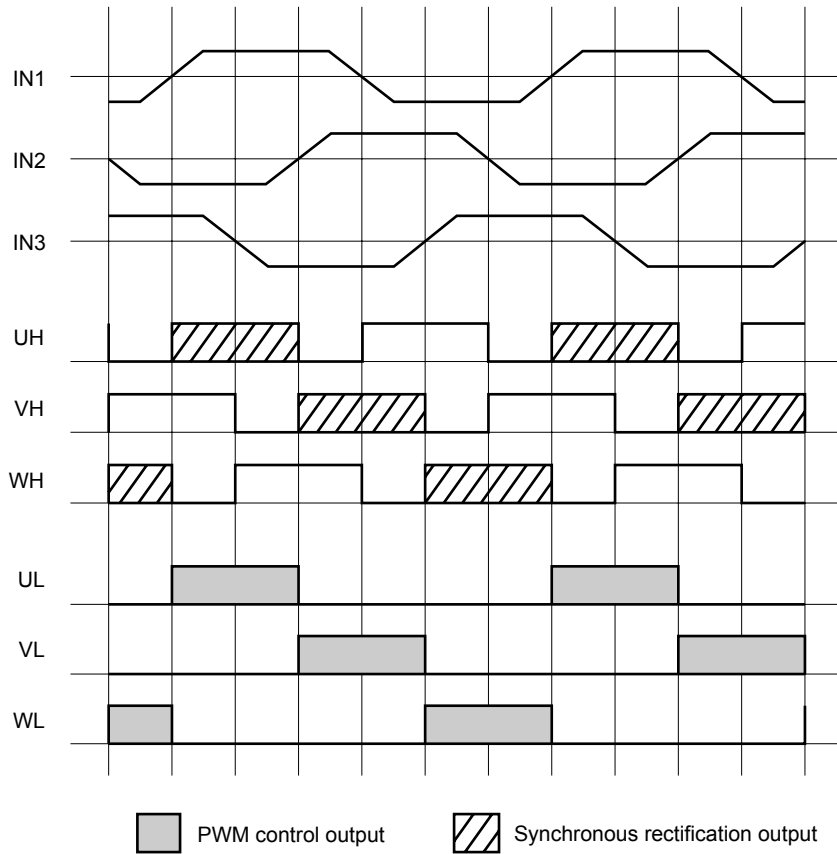 IN1
IN2
IN3
UH
VH
WH
UL
VL
WL
PWM control output
Synchronous rectification output